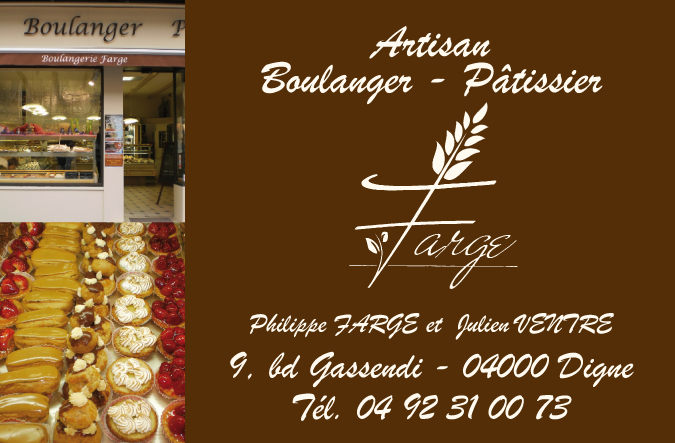 Boulanger P
Boulangerie Farge
Artisan
Boulanger - Pâtissier
Farge
Philippe FARGE et Julien VENTRE
9, bd Gassendi - 04000 Digne
Tél. 04 92 31 00 73